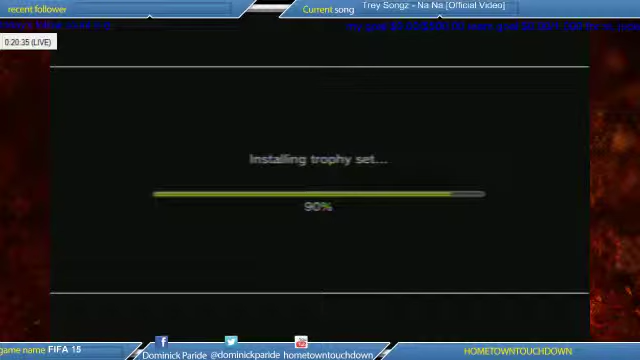 recent follower
Current song
Trey Songz - Na Na [Official Video]
0:20:35 (LIVE)
Installing trophy set...
90%
game name FIFA 15
Dominick Paride @dominickparide hometowntouchdown
HOMETOWNTOUCHDOWN